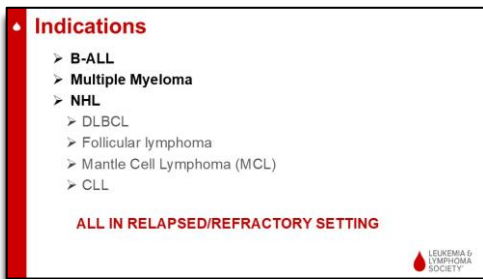 Indications
➢ B-ALL
➢ Multiple Myeloma
➢ NHL
➢ DLBCL
➢ Follicular lymphoma
➢ Mantle Cell Lymphoma (MCL)
➢ CLL
ALL IN RELAPSED/REFRACTORY SETTING
LEUKEMIA &
LYMPHOMA
SOCIETY